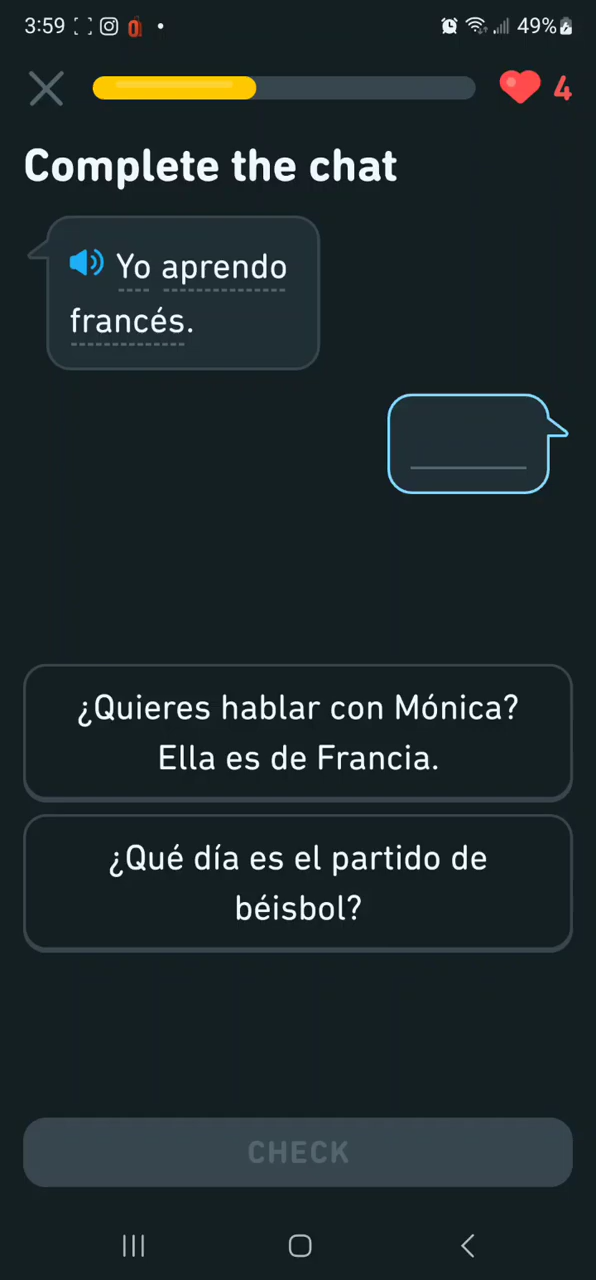 3:59
49%
4
Complete the chat
Yo aprendo
francés.
¿Quieres hablar con Mónica?
Ella es de Francia.
¿Qué día es el partido de
béisbol?
CHECK